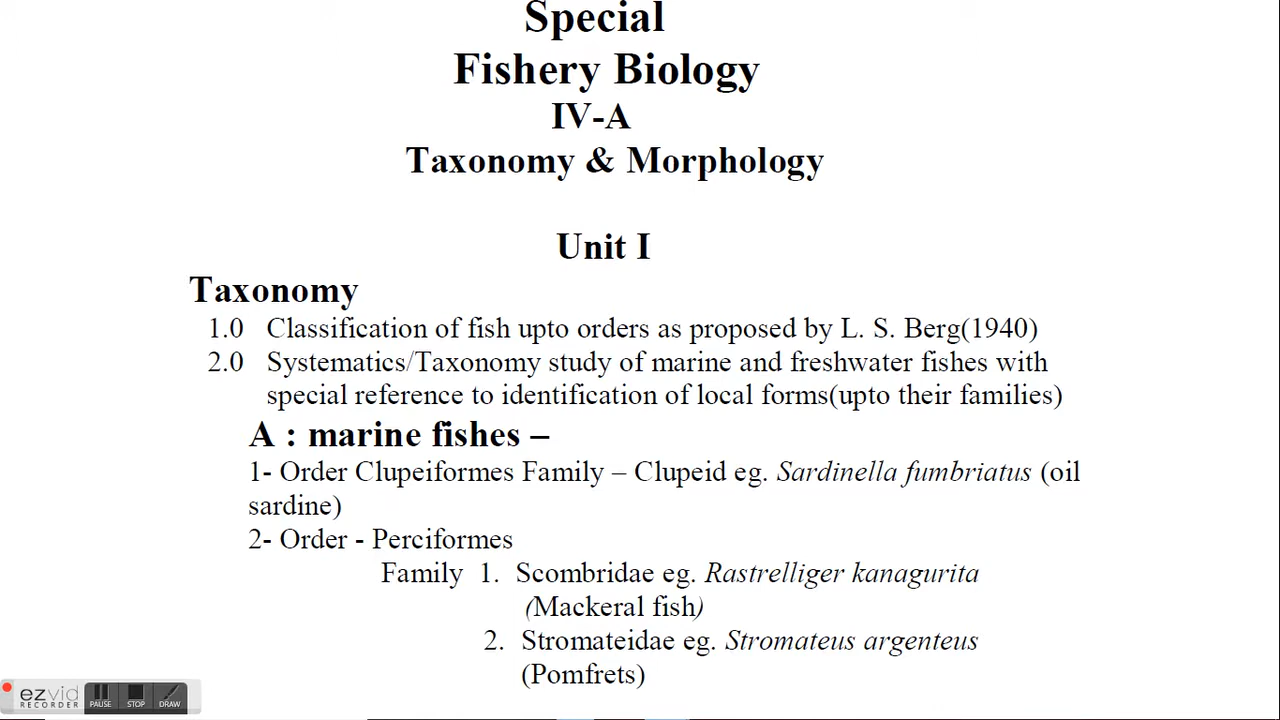 Special
Fishery Biology
IV-A
Taxonomy & Morphology
Unit I
Taxonomy
1.0 Classification of fish upto orders as proposed by L. S. Berg(1940)
2.0 Systematics/Taxonomy study of marine and freshwater fishes with
special reference to identification of local forms(upto their families)
A : marine fishes –
1- Order Clupeiformes Family – Clupeid eg. Sardinella fumbriatus (oil
sardine)
2- Order - Perciformes
Family 1. Scombridae eg. Rastrelliger kanagurita
(Mackeral fish)
2. Stromateidae eg. Stromateus argenteus
(Pomfrets)
ezvid
RECORDER
PAUSE STOP DRAW